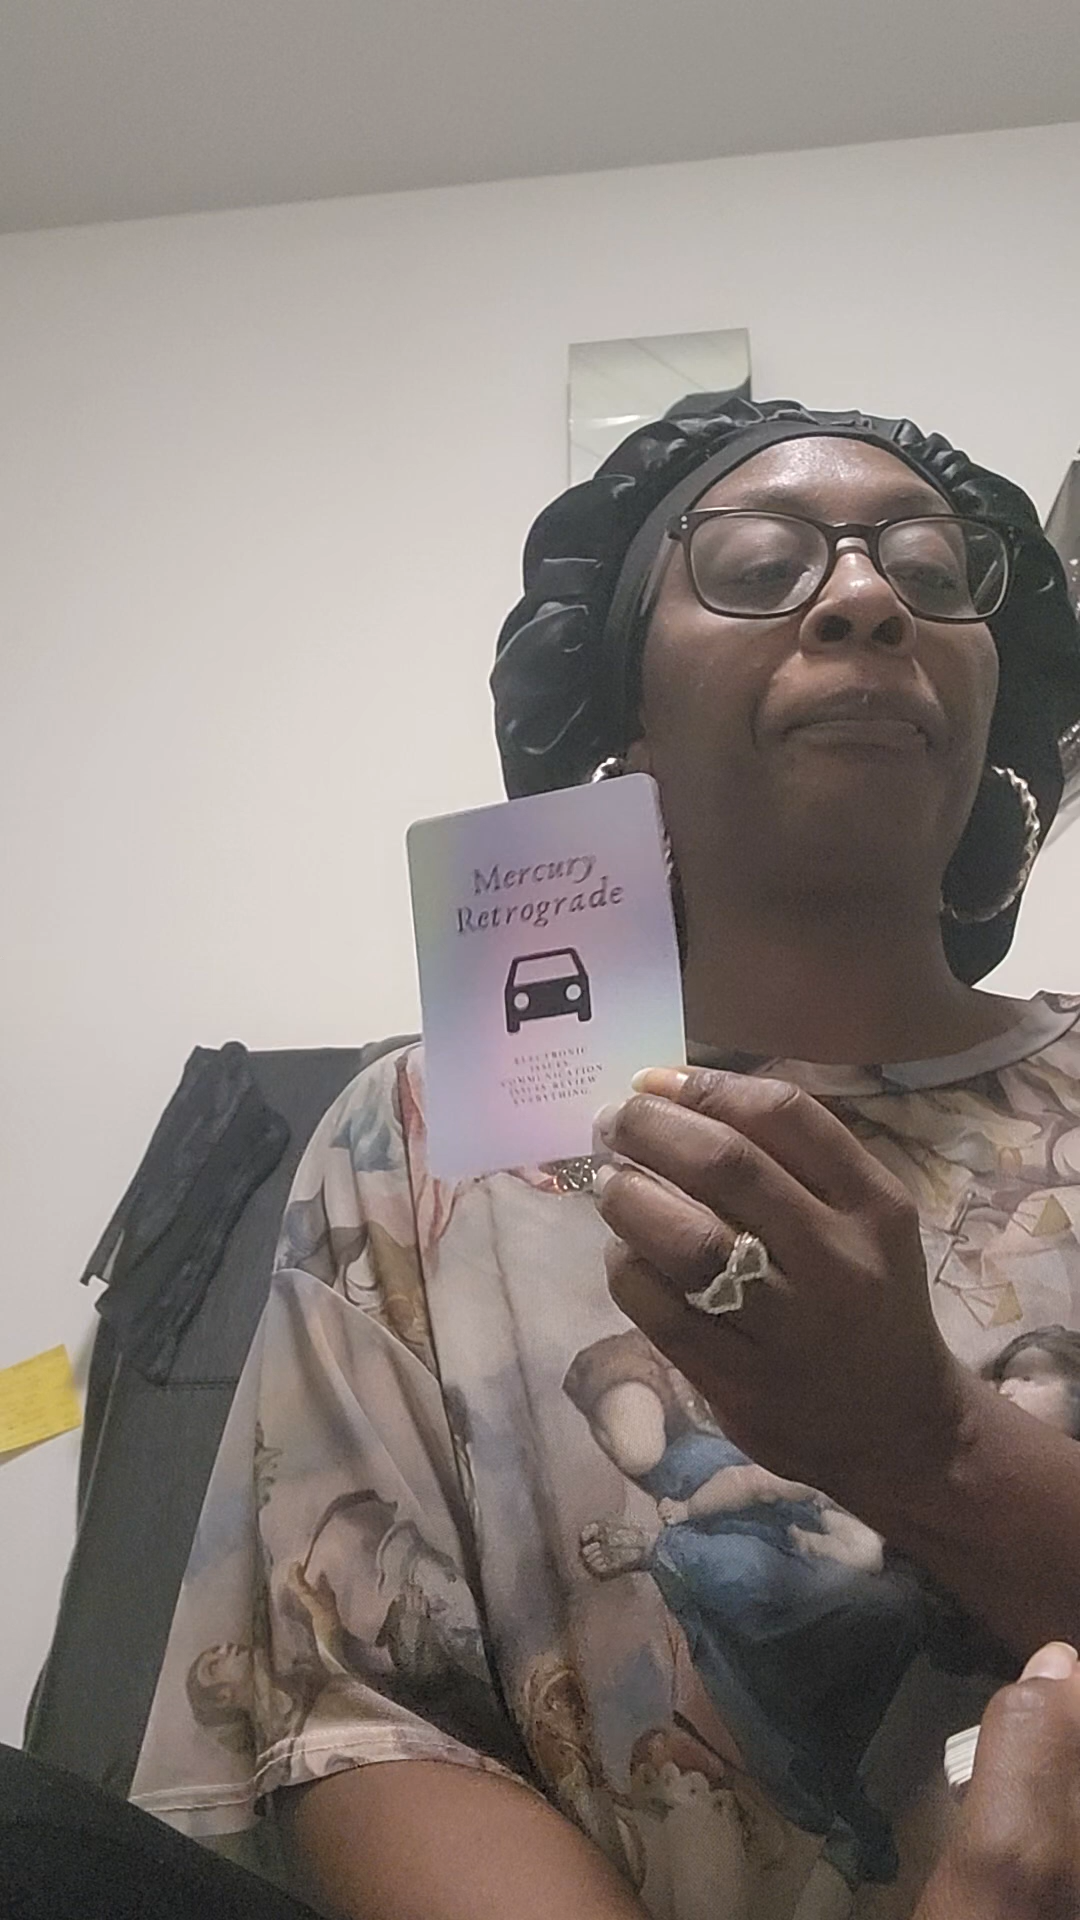 Mercury
Retrograde
ELECTRONIC
ISSUES.
COMMUNICATION
ISSUES. REVIEW
EVERYTHING.